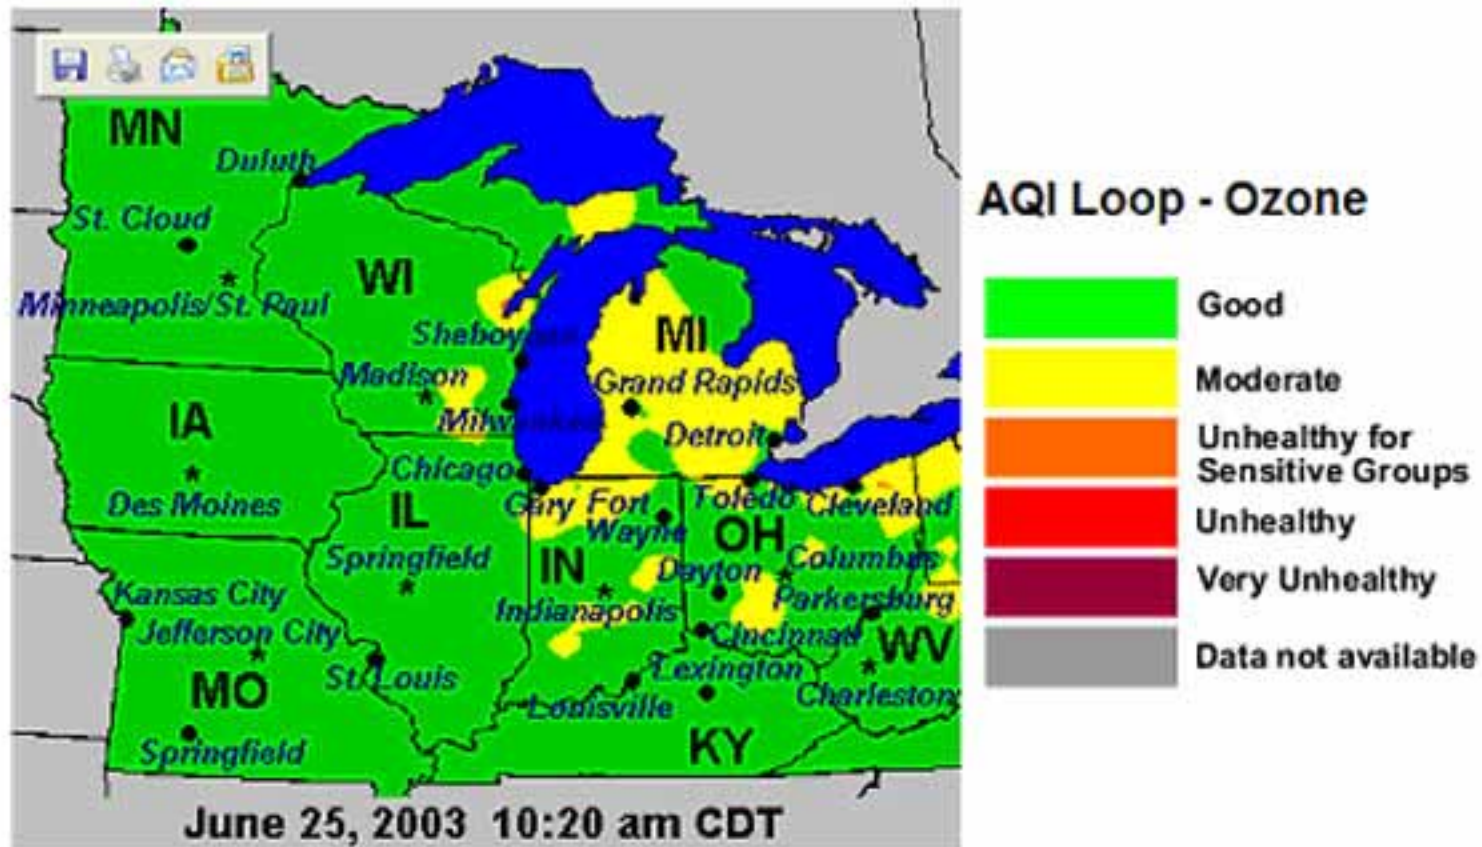 MN
Duluth
St. Cloud
WI
Minneapolis/St. Paul
MI
Madison
Grand Rapids
IA
Detroit
Chicago
Des Moines
IL
Gary
Fort
Wayne
Toledo
Cleveland
OH
Springfield
IN
Columbus
Dayton
Kansas City
Indianapolis
Parkersburg
Jefferson City
Cincinnati
WV
St. Louis
Lexington
MO
Charleston
Louisville
Springfield
KY
June 25, 2003 10:20 am CDT
AQI Loop - Ozone
Good
Moderate
Unhealthy for
Sensitive Groups
Unhealthy
Very Unhealthy
Data not available